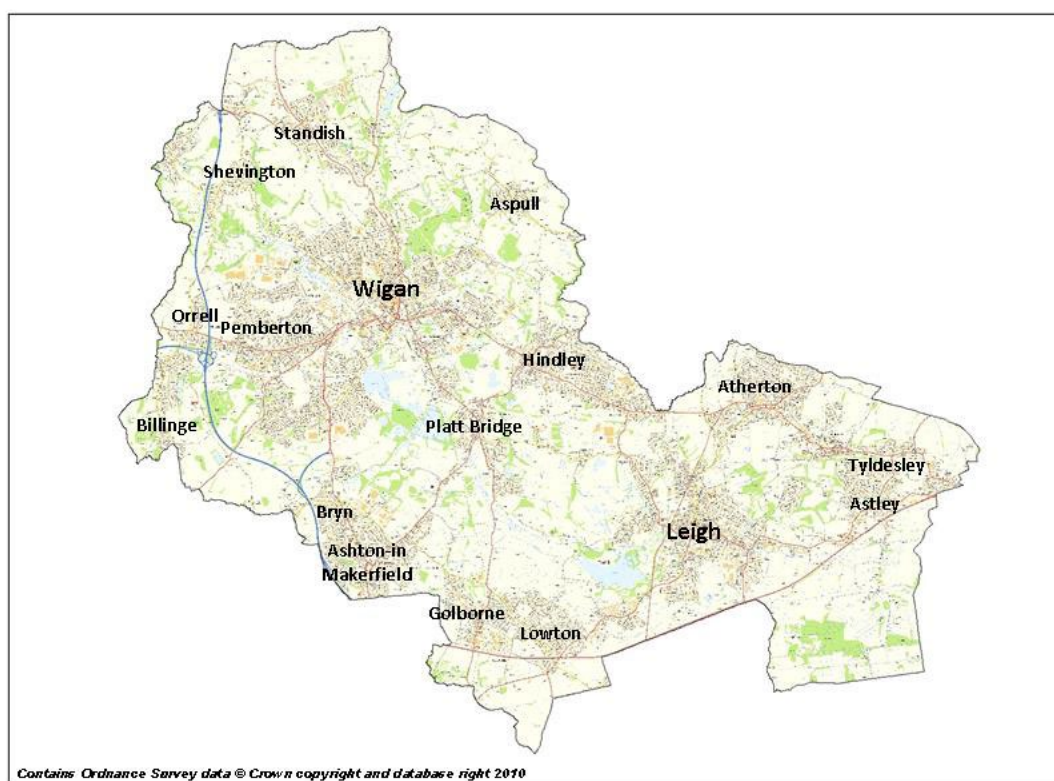 Standish
Shevington
Aspull
Wigan
Orrell
Pemberton
Hindley
Atherton
Billinge
Platt Bridge
Tyldesley
Astley
Bryn
Leigh
Ashton-in
Makerfield
Golborne
Lowton
Contains Ordnance Survey data © Crown copyright and database right 2010